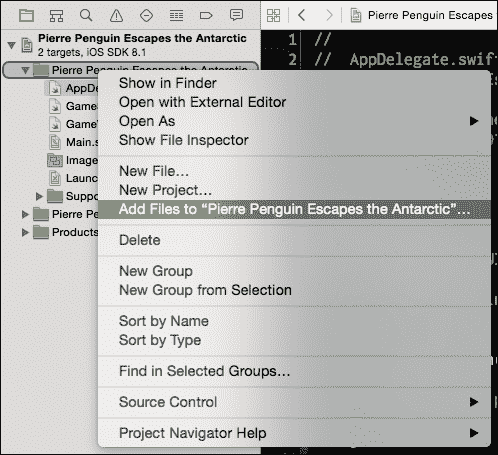 Pierre Penguin Escapes
Pierre Penguin Escapes the Antarctic
2 targets, iOS SDK 8.1
1 //
2 // AppDelegate.swif
Pierre Penguin Escapes the Antarctic
AppDe
Game
Game
Main.s
Image
Launc
Suppo
Pierre Pe
Products
Show in Finder
Open with External Editor
Open As
Show File Inspector
New File...
New Project...
Add Files to “Pierre Penguin Escapes the Antarctic”...
Delete
New Group
New Group from Selection
Sort by Name
Sort by Type
Find in Selected Groups...
Source Control
Project Navigator Help